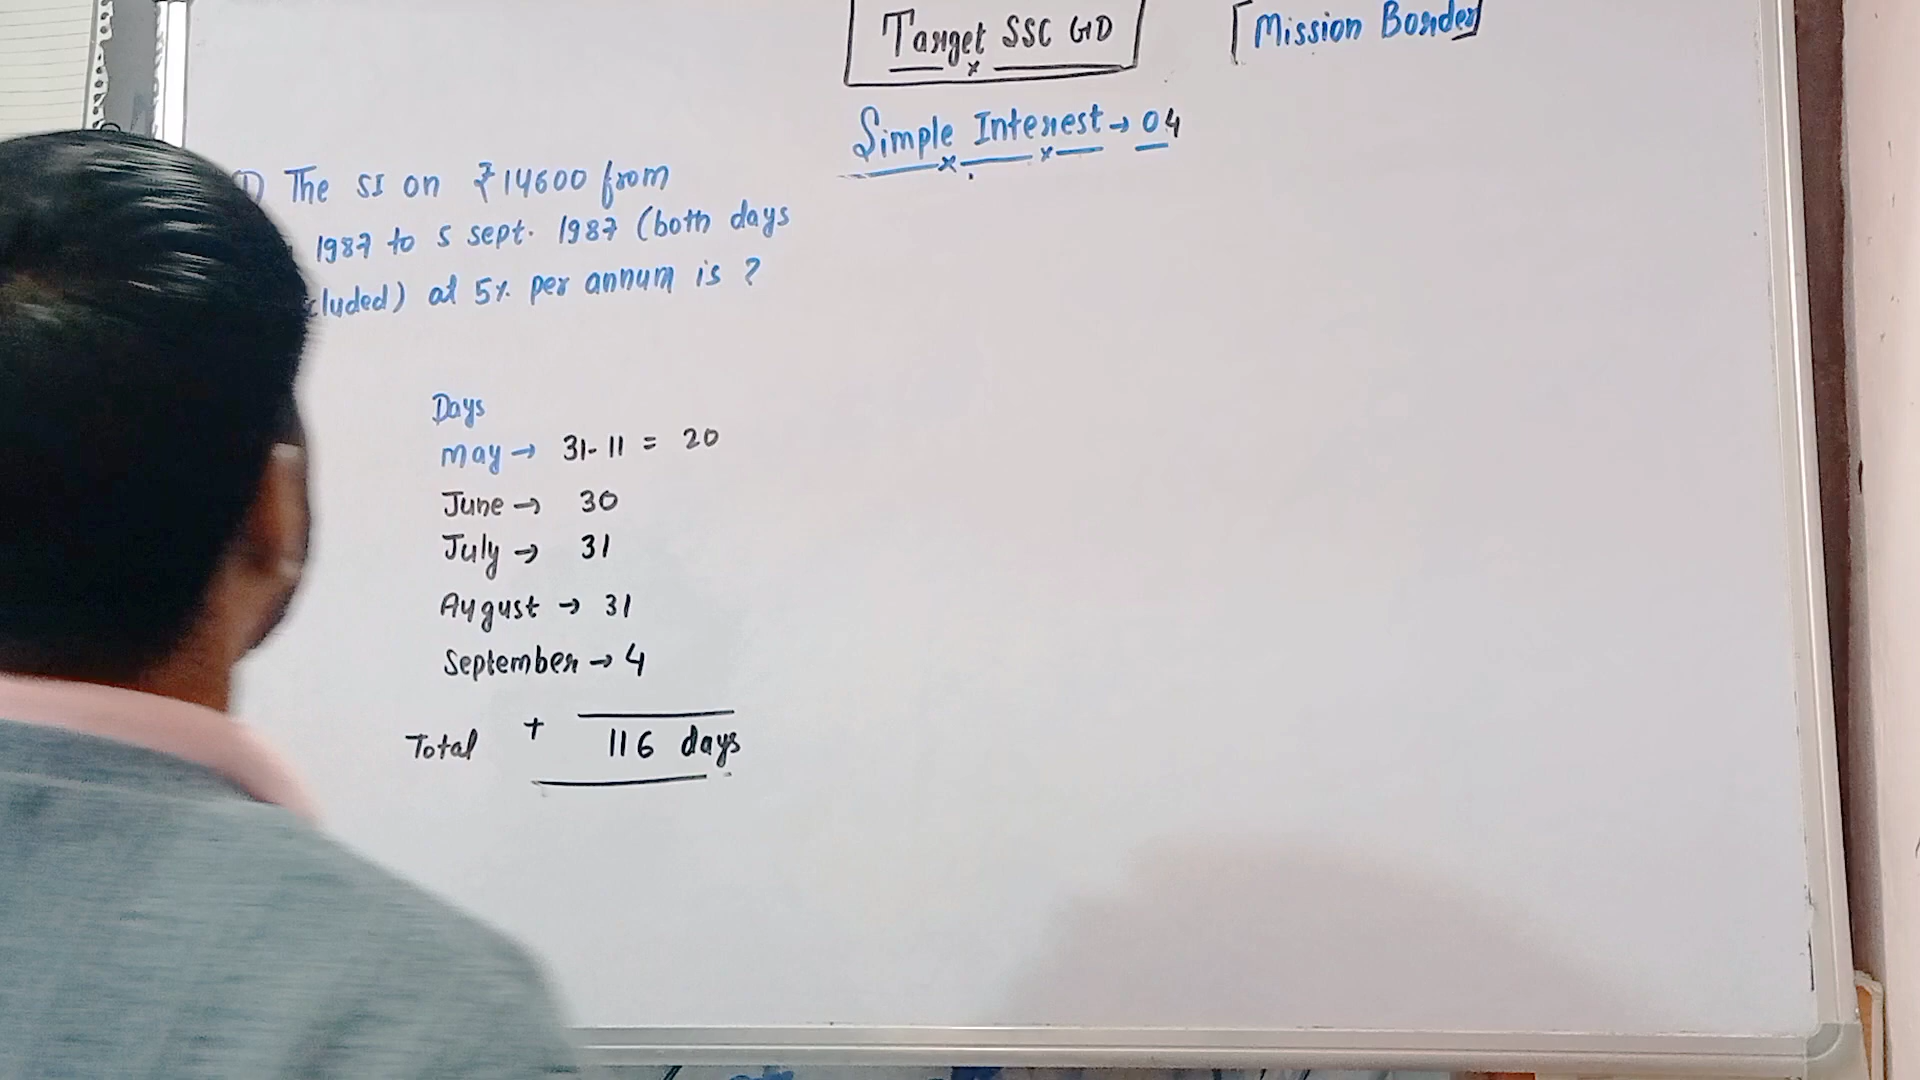 Target SSC GD
[Mission Border]
Simple Interest → 04
1) The SI on ₹14600 from
1987 to 5 sept. 1987 (both days
cluded) at 5% per annum is ?
Days
May → 31-11 = 20
June → 30
July → 31
August → 31
September → 4
Total + 116 days